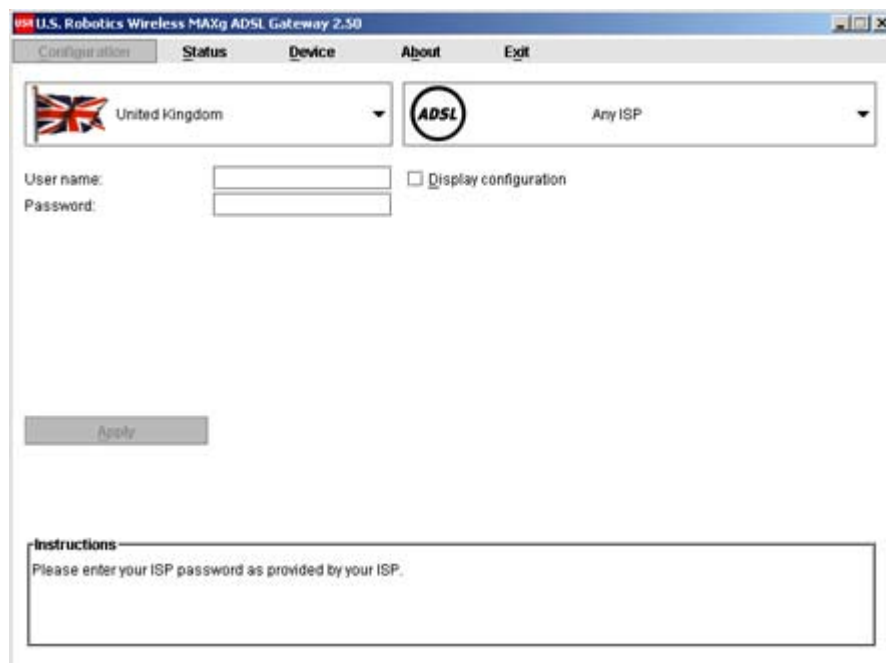 USR U.S. Robotics Wireless MAXg ADSL Gateway 2.50
Configuration Status Device About Exit
United Kingdom ADSL Any ISP
User name: Display configuration
Password:
Apply
Instructions
Please enter your ISP password as provided by your ISP.